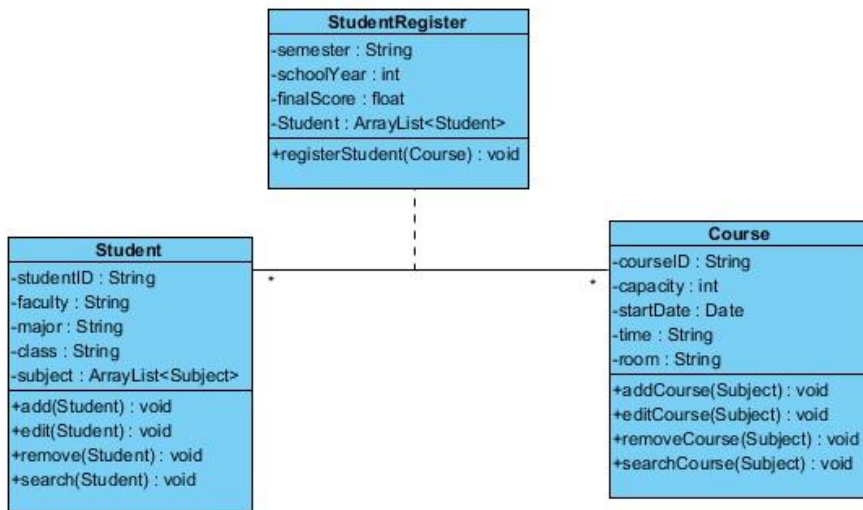 StudentRegister
-semester : String
-schoolYear : int
-finalScore : float
-Student : ArrayList<Student>
+registerStudent(Course) : void
Student
-studentID : String
-faculty : String
-major : String
-class : String
-subject : ArrayList<Subject>
+add(Student) : void
+edit(Student) : void
+remove(Student) : void
+search(Student) : void
*
*
Course
-courseID : String
-capacity : int
-startDate : Date
-time : String
-room : String
+addCourse(Subject) : void
+editCourse(Subject) : void
+removeCourse(Subject) : void
+searchCourse(Subject) : void